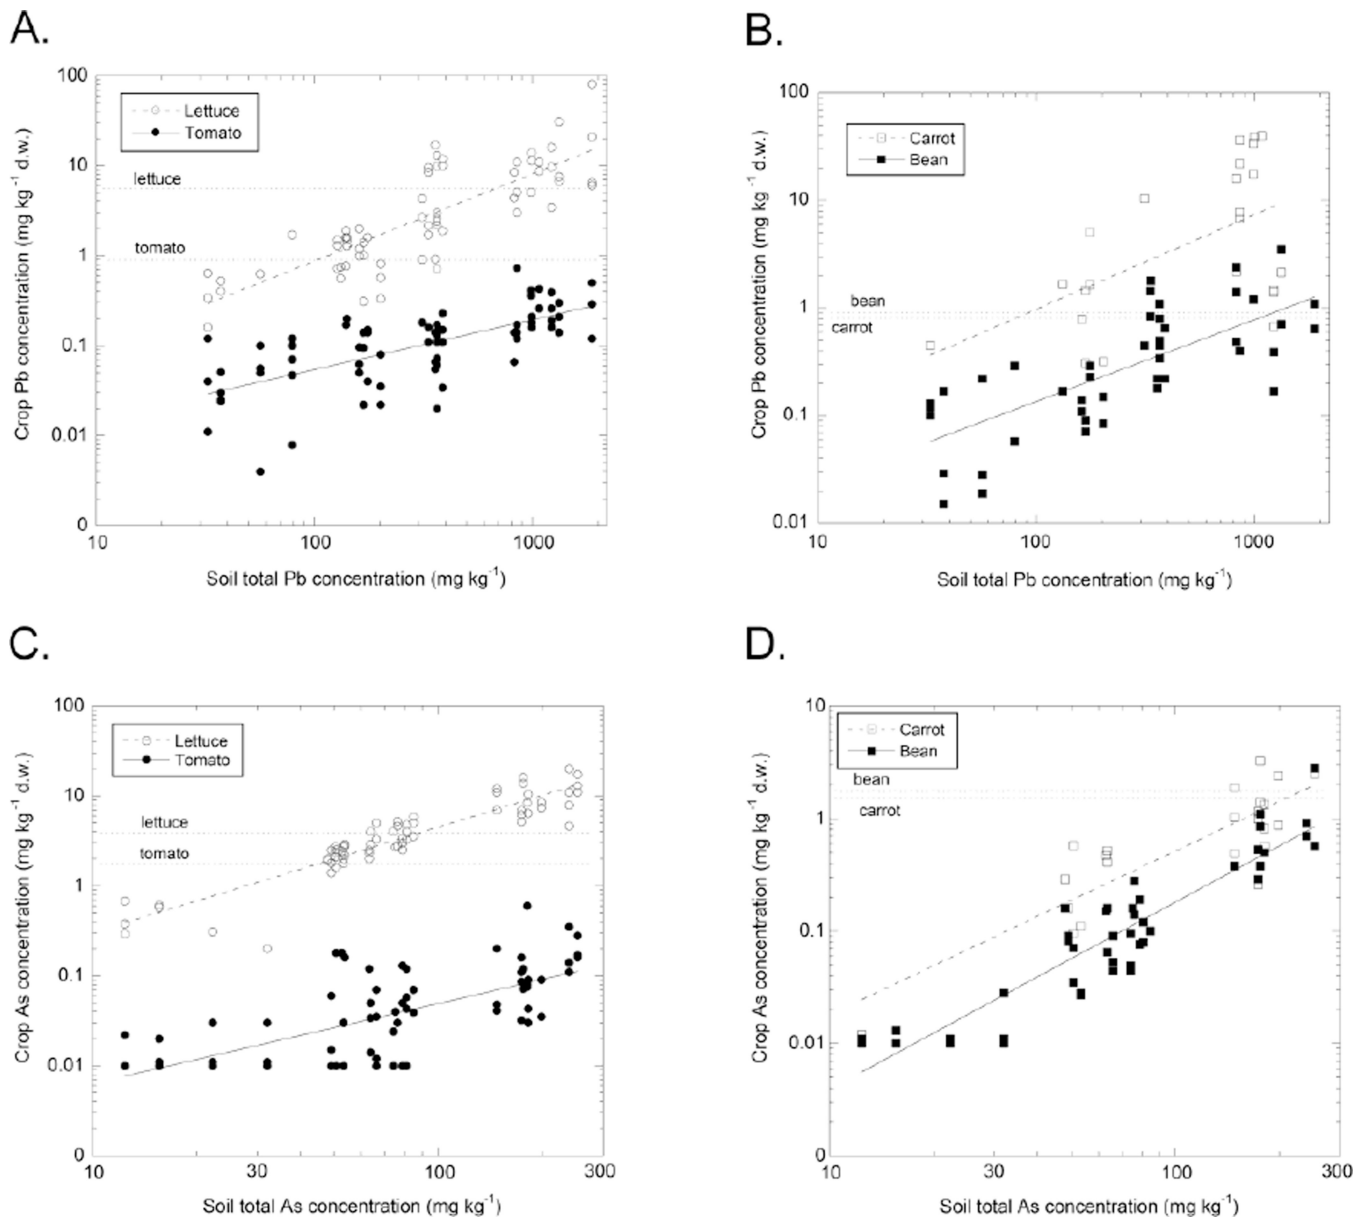 A.
100
10
1
0.1
0.01
0
Crop Pb concentration (mg kg⁻¹ d.w.)
Lettuce
Tomato
lettuce
tomato
10
100
1000
Soil total Pb concentration (mg kg⁻¹)
B.
100
10
1
0.1
0.01
Crop Pb concentration (mg kg⁻¹ d.w.)
Carrot
Bean
bean
carrot
10
100
1000
Soil total Pb concentration (mg kg⁻¹)
C.
100
10
1
0.1
0.01
0
Crop As concentration (mg kg⁻¹ d.w.)
Lettuce
Tomato
lettuce
tomato
10
30
100
300
Soil total As concentration (mg kg⁻¹)
D.
10
1
0.1
0.01
0
Crop As concentration (mg kg⁻¹ d.w.)
Carrot
Bean
bean
carrot
10
30
100
300
Soil total As concentration (mg kg⁻¹)